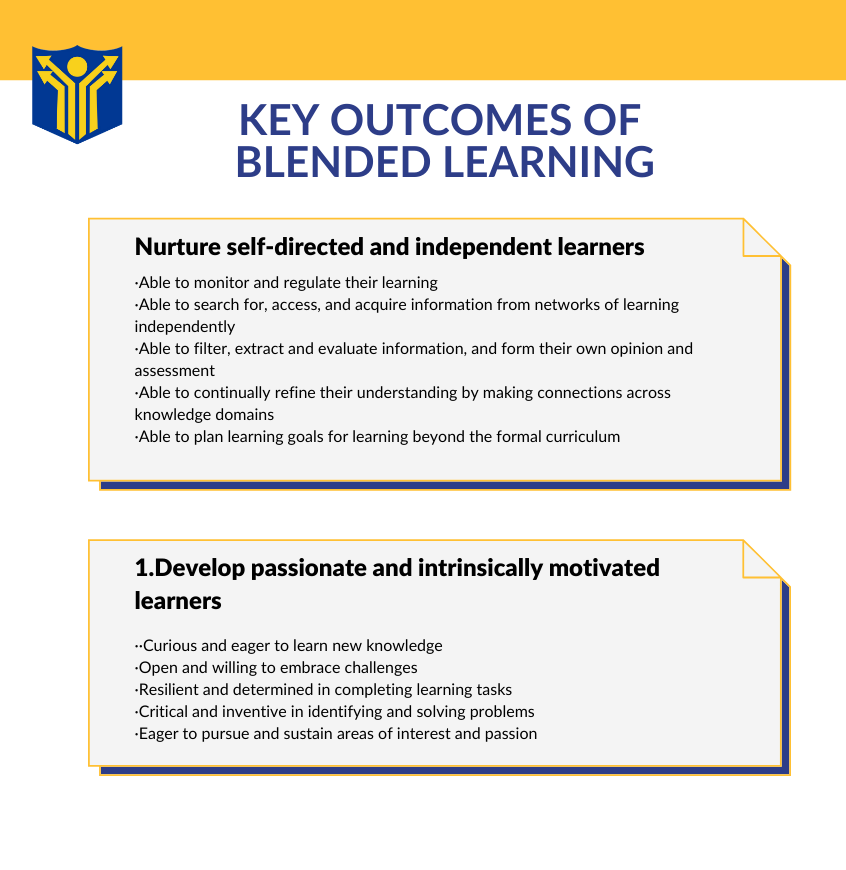 KEY OUTCOMES OF
BLENDED LEARNING
Nurture self-directed and independent learners
·Able to monitor and regulate their learning
·Able to search for, access, and acquire information from networks of learning
independently
·Able to filter, extract and evaluate information, and form their own opinion and
assessment
·Able to continually refine their understanding by making connections across
knowledge domains
·Able to plan learning goals for learning beyond the formal curriculum
1.Develop passionate and intrinsically motivated
learners
··Curious and eager to learn new knowledge
·Open and willing to embrace challenges
·Resilient and determined in completing learning tasks
·Critical and inventive in identifying and solving problems
·Eager to pursue and sustain areas of interest and passion